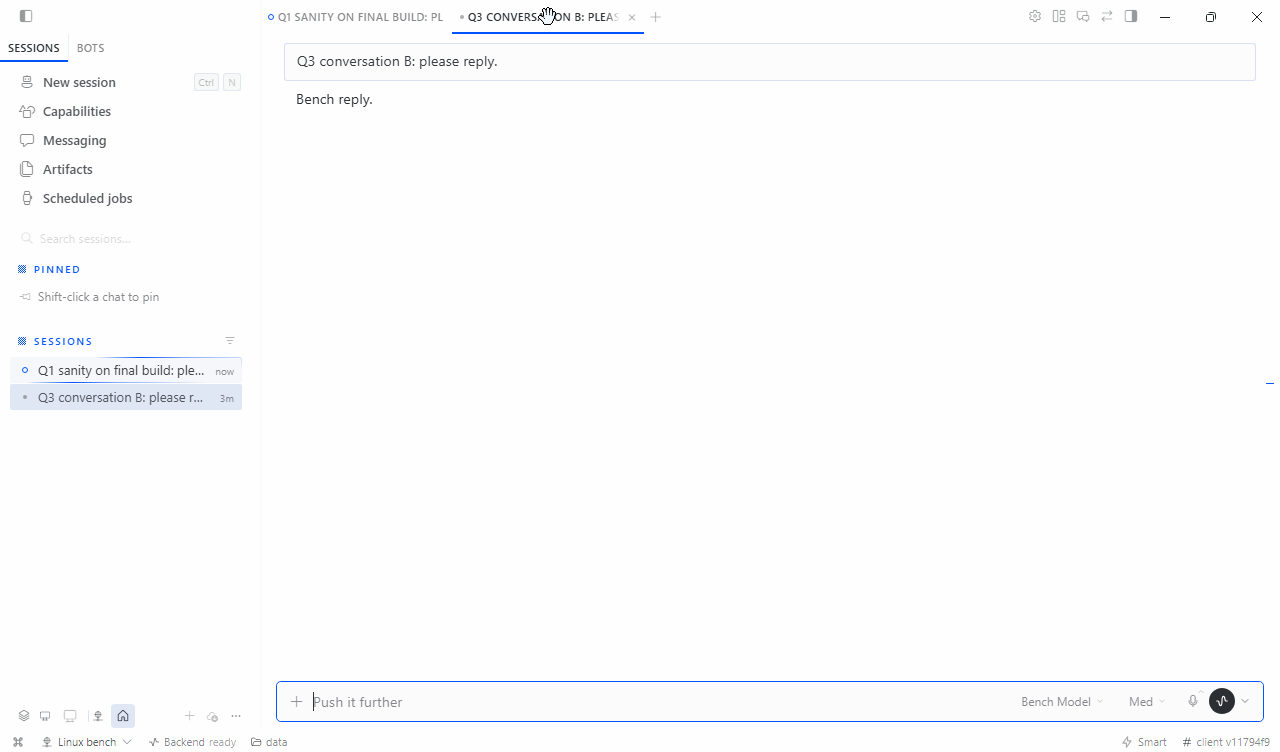 Q1 SANITY ON FINAL BUILD: PL
Q3 CONVERSATION B: PLEAS
SESSIONS
BOTS
New session
Ctrl N
Capabilities
Messaging
Artifacts
Scheduled jobs
Search sessions...
PINNED
Shift-click a chat to pin
SESSIONS
Q1 sanity on final build: ple... now
Q3 conversation B: please r... 3m
Q3 conversation B: please reply.
Bench reply.
Push it further
Bench Model
Med
Linux bench
Backend ready
data
Smart
# client v11794f9